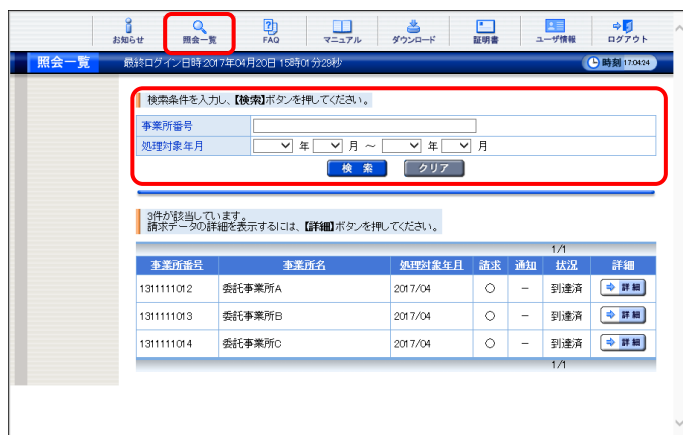 お知らせ 照会一覧 FAQ マニュアル ダウンロード 証明書 ユーザ情報 ログアウト
照会一覧 最終ログイン日時:2017年04月20日 15時01分29秒 時刻 17:04:24
検索条件を入力し、【検索】ボタンを押してください。
事業所番号
処理対象年月 年 月 ～ 年 月
検 索 クリア
3件が該当しています。
請求データの詳細を表示するには、【詳細】ボタンを押してください。
1/1
事業所番号 事業所名 処理対象年月 請求 通知 状況 詳細
1311111012 委託事業所A 2017/04 ○ － 到達済 詳 細
1311111013 委託事業所B 2017/04 ○ － 到達済 詳 細
1311111014 委託事業所C 2017/04 ○ － 到達済 詳 細
1/1